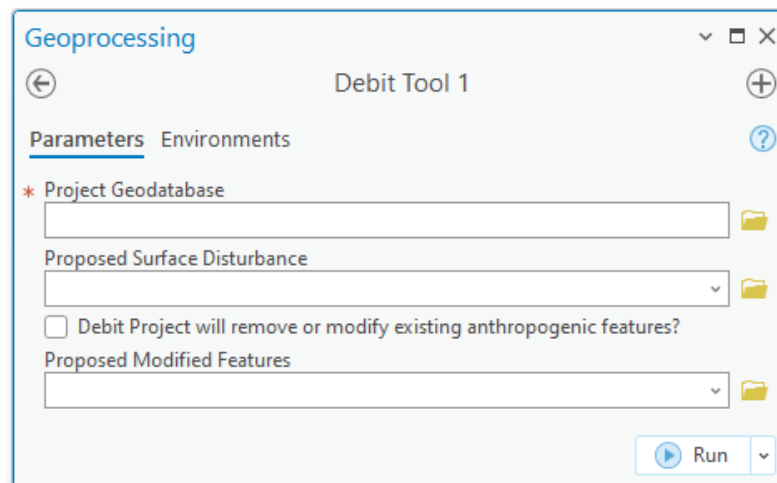 Geoprocessing
Debit Tool 1
Parameters Environments
* Project Geodatabase
Proposed Surface Disturbance
Debit Project will remove or modify existing anthropogenic features?
Proposed Modified Features
Run